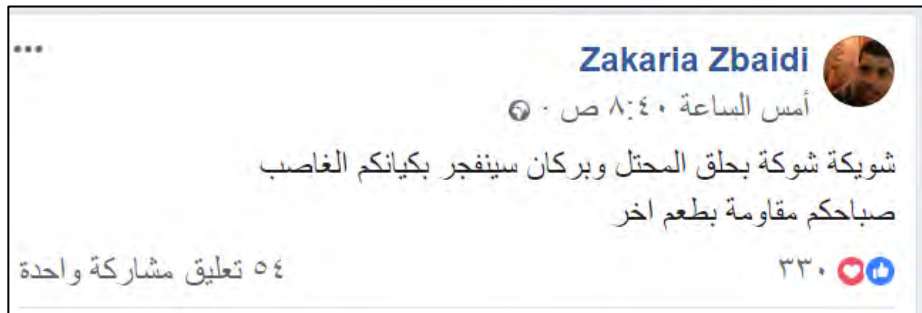 Zakaria Zbaidi
أمس الساعة ٨:٤٠ ص ·
شويكة شوكة بحلق المحتل وبركان سينفجر بكيانكم الغاصب
صباحكم مقاومة بطعم اخر
٣٣٠
٥٤ تعليق مشاركة واحدة